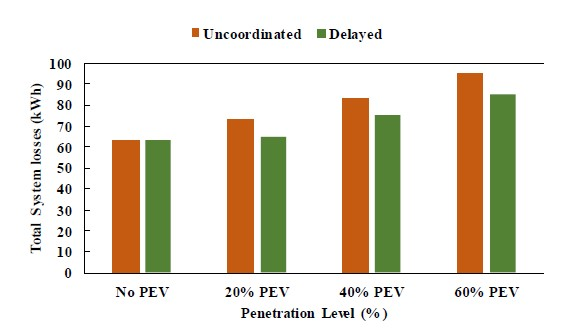 Uncoordinated Delayed
Total System losses (kWh)
100
90
80
70
60
50
40
30
20
10
0
No PEV 20% PEV 40% PEV 60% PEV
Penetration Level (%)